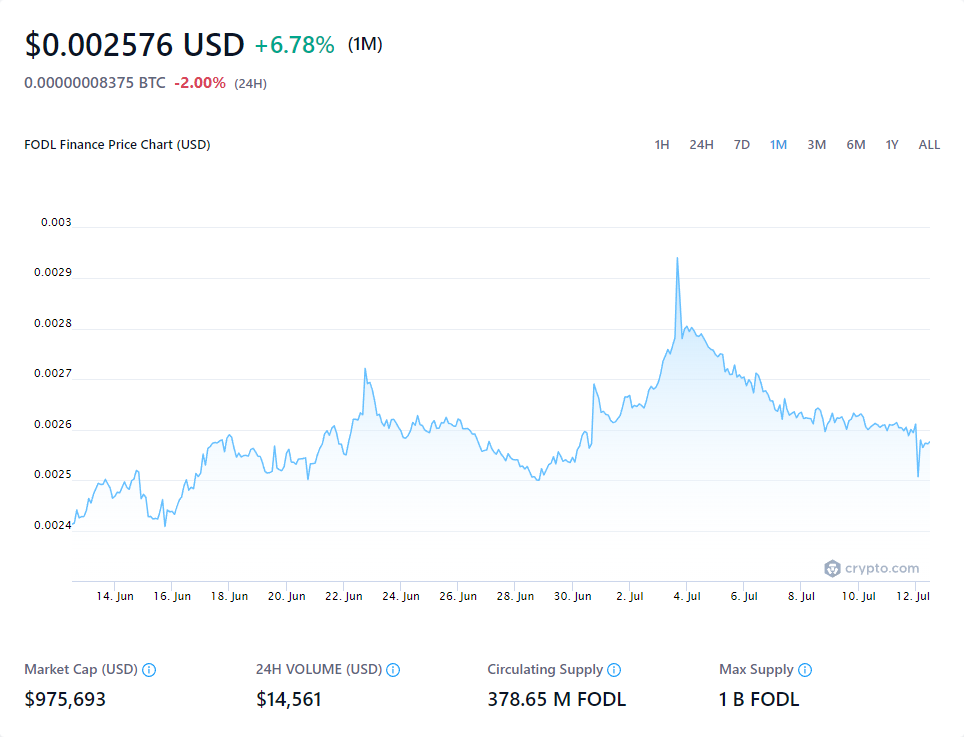 $0.002576 USD +6.78% (1M)
0.00000008375 BTC -2.00% (24H)
FODL Finance Price Chart (USD)
1H 24H 7D 1M 3M 6M 1Y ALL
0.003
0.0029
0.0028
0.0027
0.0026
0.0025
0.0024
crypto.com
14. Jun 16. Jun 18. Jun 20. Jun 22. Jun 24. Jun 26. Jun 28. Jun 30. Jun 2. Jul 4. Jul 6. Jul 8. Jul 10. Jul 12. Jul
Market Cap (USD) 24H VOLUME (USD) Circulating Supply Max Supply
$975,693 $14,561 378.65 M FODL 1 B FODL